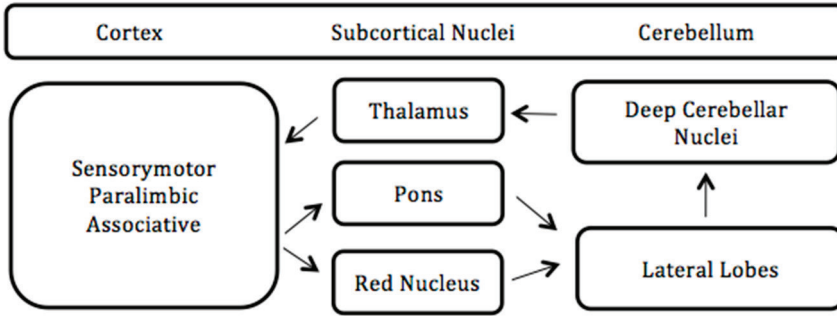 Cortex Subcortical Nuclei Cerebellum
Sensorymotor
Paralimbic
Associative
Thalamus
Pons
Red Nucleus
Deep Cerebellar
Nuclei
Lateral Lobes